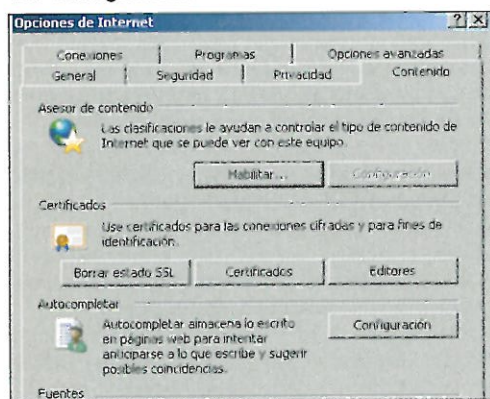 Opciones de Internet
Conexiones Programas Opciones avanzadas
General Seguridad Privacidad Contenido
Asesor de contenido
Las clasificaciones le ayudan a controlar el tipo de contenido de
Internet que se puede ver con este equipo.
Habilitar... Configuración
Certificados
Use certificados para las conexiones cifradas y para fines de
identificación.
Borrar estado SSL Certificados Editores
Autocompletar
Autocompletar almacena lo escrito
en páginas web para intentar
anticiparse a lo que escribe y sugerir
posibles coincidencias.
Configuración
Fuentes